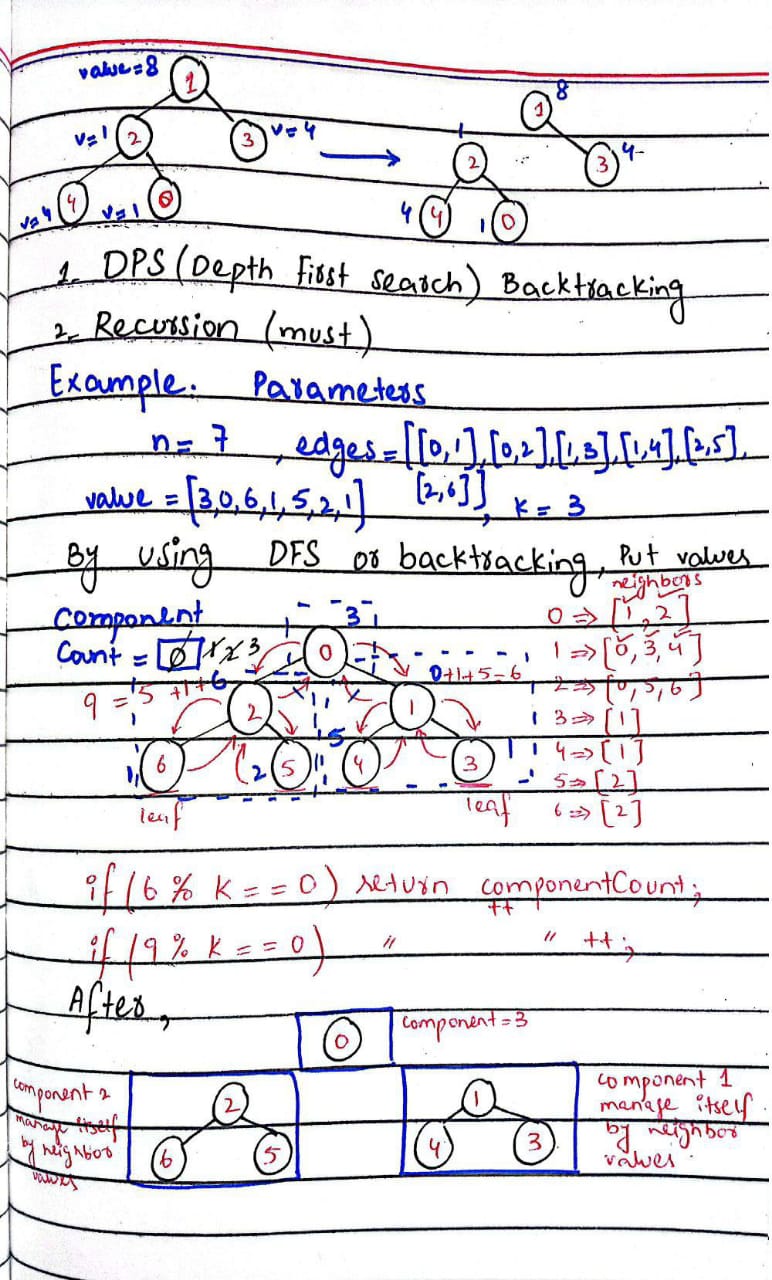 value=8 1 8
1
v=1 2 3 v=4 1
2 3 4
v=4 4 v=1 0 4 4 1 0
1. DPS (Depth First Search) Backtracking
2. Recursion (must)
Example. Parameters
n = 7, edges = [[0,1],[0,2],[1,3],[1,4],[2,5],
[2,6]]
value = [3,0,6,1,5,2,1], k = 3
By using DFS or backtracking, Put values
neighbors
Component 3 0 => [1,2]
Count = 0 1 2 3 0 1 => [0,3,4]
0+1+5=6
9 = 5+1+6 2 1 2 => [0,5,6]
3 => [1]
5 4 => [1]
1 6 2 5 4 3 1
5 => [2]
leaf leaf 6 => [2]
if (6 % k == 0) return componentCount;
++
if (9 % k == 0) " " ++;
After,
0 component = 3
component 2 component 1
manage itself 2 1 manage itself
by neighbor 6 5 4 3 by neighbor
values values